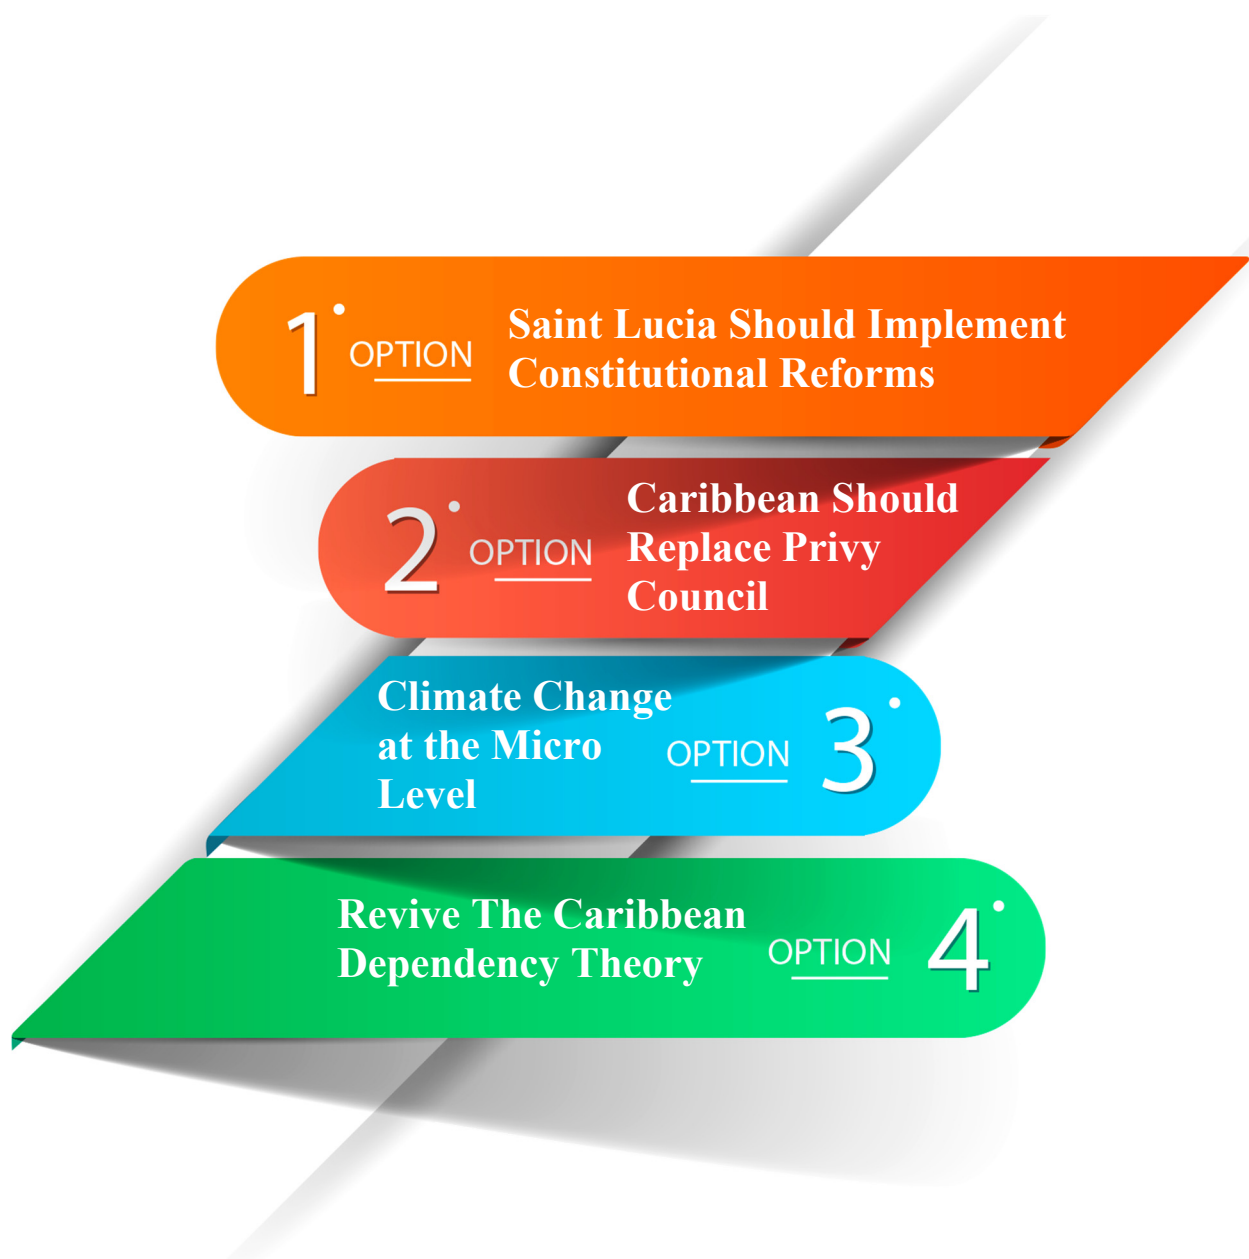 1 OPTION
Saint Lucia Should Implement
Constitutional Reforms
2 OPTION
Caribbean Should
Replace Privy
Council
Climate Change
at the Micro
Level
OPTION 3
Revive The Caribbean
Dependency Theory
OPTION 4